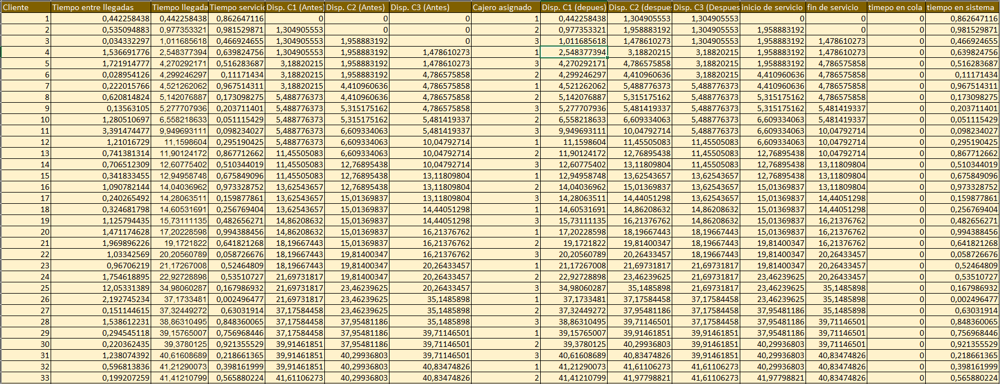 Cliente Tiempo entre llegadas Tiempo llegada Tiempo servicio Disp. C1 (Antes) Disp. C2 (Antes) Disp. C3 (Antes) Cajero asignado Disp. C1 (depues) Disp. C2 (despues Disp. C3 (Despues inicio de servicio fin de servicio timepo en cola tiempo en sistema
1 0,442258438 0,442258438 0,862647116 0 0 0 1 0,442258438 1,304905553 1,304905553 0 0 0 0,862647116
2 0,535094883 0,977353321 0,981529871 1,304905553 0 0 2 0,977353321 1,958883192 1,304905553 1,958883192 0 0 0,981529871
3 0,034332297 1,011685618 0,466924655 1,304905553 1,958883192 0 3 1,011685618 1,478610273 1,304905553 1,958883192 1,478610273 0 0,466924655
4 1,536691776 2,548377394 0,639824756 1,304905553 1,958883192 1,478610273 1 2,548377394 3,18820215 3,18820215 1,958883192 1,478610273 0 0,639824756
5 1,721914777 4,270292171 0,516283687 3,18820215 1,958883192 1,478610273 3 4,270292171 4,786575858 3,18820215 1,958883192 4,786575858 0 0,516283687
6 0,028954126 4,299246297 0,11171434 3,18820215 1,958883192 4,786575858 2 4,299246297 4,410960636 3,18820215 4,410960636 4,786575858 0 0,11171434
7 0,222015766 4,521262062 0,967514311 3,18820215 4,410960636 4,786575858 1 4,521262062 5,488776373 5,488776373 4,410960636 4,786575858 0 0,967514311
8 0,620814824 5,142076887 0,173098275 5,488776373 4,410960636 4,786575858 2 5,142076887 5,315175162 5,488776373 5,315175162 4,786575858 0 0,173098275
9 0,13563105 5,277707936 0,203711401 5,488776373 5,315175162 4,786575858 3 5,277707936 5,481419337 5,488776373 5,315175162 5,481419337 0 0,203711401
10 1,280510697 6,558218633 0,051115429 5,488776373 5,315175162 5,481419337 2 6,558218633 6,609334063 5,488776373 6,609334063 5,481419337 0 0,051115429
11 3,391474477 9,949693111 0,098234027 5,488776373 6,609334063 5,481419337 3 9,949693111 10,04792714 5,488776373 6,609334063 10,04792714 0 0,098234027
12 1,21016729 11,1598604 0,295190425 5,488776373 6,609334063 10,04792714 1 11,1598604 11,45505083 11,45505083 6,609334063 10,04792714 0 0,295190425
13 0,741381314 11,90124172 0,867712662 11,45505083 6,609334063 10,04792714 2 11,90124172 12,76895438 11,45505083 12,76895438 10,04792714 0 0,867712662
14 0,706512309 12,60775402 0,510344019 11,45505083 12,76895438 10,04792714 3 12,60775402 13,11809804 11,45505083 12,76895438 13,11809804 0 0,510344019
15 0,341833455 12,94958748 0,675849096 11,45505083 12,76895438 13,11809804 1 12,94958748 13,62543657 13,62543657 12,76895438 13,11809804 0 0,675849096
16 1,090782144 14,04036962 0,973328752 13,62543657 12,76895438 13,11809804 2 14,04036962 15,01369837 13,62543657 15,01369837 13,11809804 0 0,973328752
17 0,240265492 14,28063511 0,159877861 13,62543657 15,01369837 13,11809804 3 14,28063511 14,44051298 13,62543657 15,01369837 14,44051298 0 0,159877861
18 0,324681798 14,60531691 0,256769404 13,62543657 15,01369837 14,44051298 1 14,60531691 14,86208632 14,86208632 15,01369837 14,44051298 0 0,256769404
19 1,125794435 15,73111135 0,482656271 14,86208632 15,01369837 14,44051298 3 15,73111135 16,21376762 14,86208632 15,01369837 16,21376762 0 0,482656271
20 1,471174628 17,20228598 0,994388456 14,86208632 15,01369837 16,21376762 1 17,20228598 18,19667443 18,19667443 15,01369837 16,21376762 0 0,994388456
21 1,969896226 19,1721822 0,641821268 18,19667443 15,01369837 16,21376762 2 19,1721822 19,81400347 18,19667443 19,81400347 16,21376762 0 0,641821268
22 1,03342569 20,20560789 0,058726676 18,19667443 19,81400347 16,21376762 3 20,20560789 20,26433457 18,19667443 19,81400347 20,26433457 0 0,058726676
23 0,96706219 21,17267008 0,52464809 18,19667443 19,81400347 20,26433457 1 21,17267008 21,69731817 21,69731817 19,81400347 20,26433457 0 0,52464809
24 1,754618895 22,92728898 0,53510727 21,69731817 19,81400347 20,26433457 2 22,92728898 23,46239625 21,69731817 23,46239625 20,26433457 0 0,53510727
25 12,05331389 34,98060287 0,167986932 21,69731817 23,46239625 20,26433457 3 34,98060287 35,1485898 21,69731817 23,46239625 35,1485898 0 0,167986932
26 2,192745234 37,1733481 0,002496477 21,69731817 23,46239625 35,1485898 1 37,1733481 37,17584458 37,17584458 23,46239625 35,1485898 0 0,002496477
27 0,151144615 37,32449272 0,63031914 37,17584458 23,46239625 35,1485898 2 37,32449272 37,95481186 37,17584458 37,95481186 35,1485898 0 0,63031914
28 1,538612231 38,86310495 0,848360065 37,17584458 37,95481186 35,1485898 3 38,86310495 39,71146501 37,17584458 37,95481186 39,71146501 0 0,848360065
29 0,294545118 39,15765007 0,756968446 37,17584458 37,95481186 39,71146501 1 39,15765007 39,91461851 39,91461851 37,95481186 39,71146501 0 0,756968446
30 0,220362435 39,3780125 0,921355529 39,91461851 37,95481186 39,71146501 2 39,3780125 40,29936803 39,91461851 40,29936803 39,71146501 0 0,921355529
31 1,238074392 40,61608689 0,218661365 39,91461851 40,29936803 39,71146501 3 40,61608689 40,83474826 39,91461851 40,29936803 40,83474826 0 0,218661365
32 0,596813836 41,21290073 0,398161999 39,91461851 40,29936803 40,83474826 1 41,21290073 41,61106273 41,61106273 40,29936803 40,83474826 0 0,398161999
33 0,199207259 41,41210799 0,565880224 41,61106273 40,29936803 40,83474826 2 41,41210799 41,97798821 41,61106273 41,97798821 40,83474826 0 0,565880224